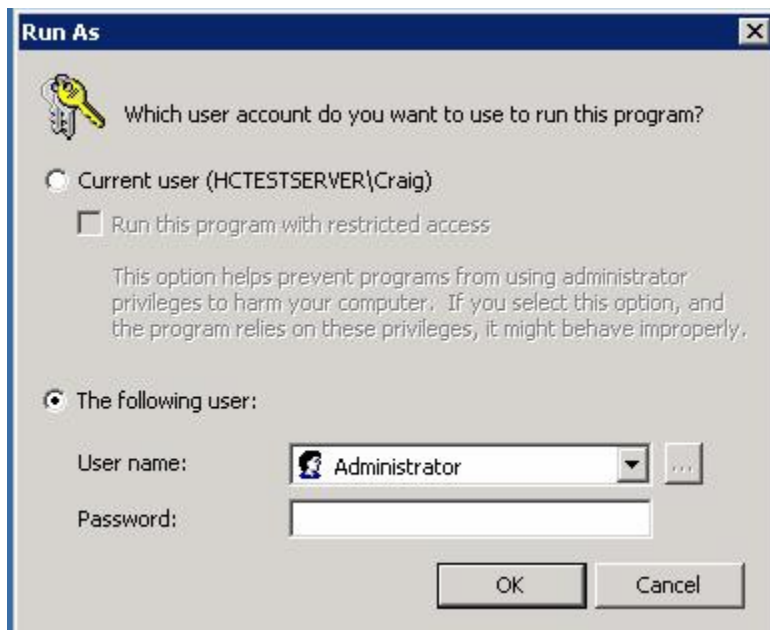 Run As
Which user account do you want to use to run this program?
Current user (HCTESTSERVER\Craig)
Run this program with restricted access
This option helps prevent programs from using administrator
privileges to harm your computer.  If you select this option, and
the program relies on these privileges, it might behave improperly.
The following user:
User name:
Administrator
...
Password:
OK
Cancel